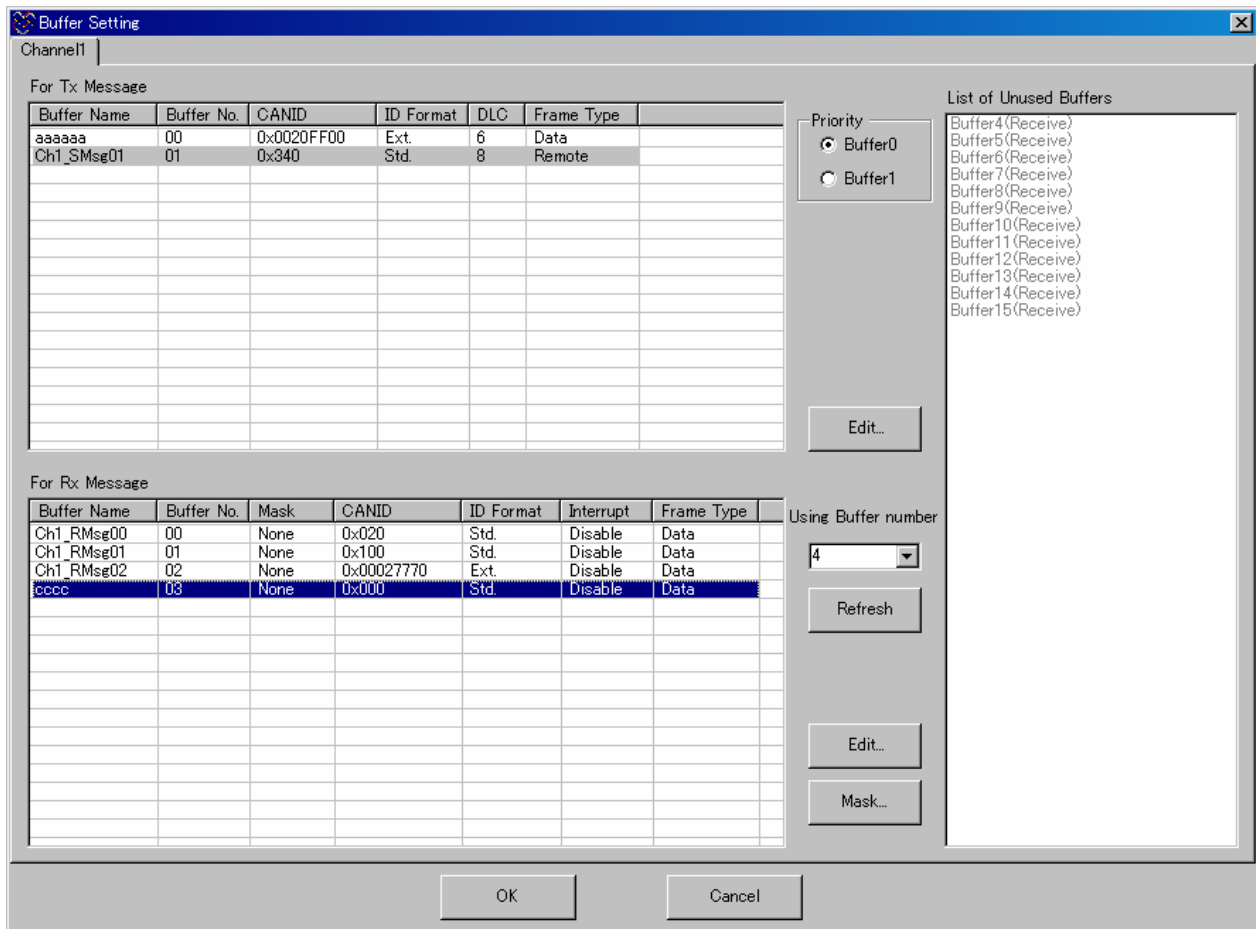 Buffer Setting
Channel1
For Tx Message
Buffer Name Buffer No. CANID ID Format DLC Frame Type
aaaaaa 00 0x0020FF00 Ext. 6 Data
Ch1_SMsg01 01 0x340 Std. 8 Remote
Priority
Buffer0
Buffer1
Edit...
For Rx Message
Buffer Name Buffer No. Mask CANID ID Format Interrupt Frame Type
Ch1_RMsg00 00 None 0x020 Std. Disable Data
Ch1_RMsg01 01 None 0x100 Std. Disable Data
Ch1_RMsg02 02 None 0x00027770 Ext. Disable Data
cccc 03 None 0x000 Std. Disable Data
Using Buffer number
4
Refresh
Edit...
Mask...
List of Unused Buffers
Buffer4(Receive)
Buffer5(Receive)
Buffer6(Receive)
Buffer7(Receive)
Buffer8(Receive)
Buffer9(Receive)
Buffer10(Receive)
Buffer11(Receive)
Buffer12(Receive)
Buffer13(Receive)
Buffer14(Receive)
Buffer15(Receive)
OK
Cancel